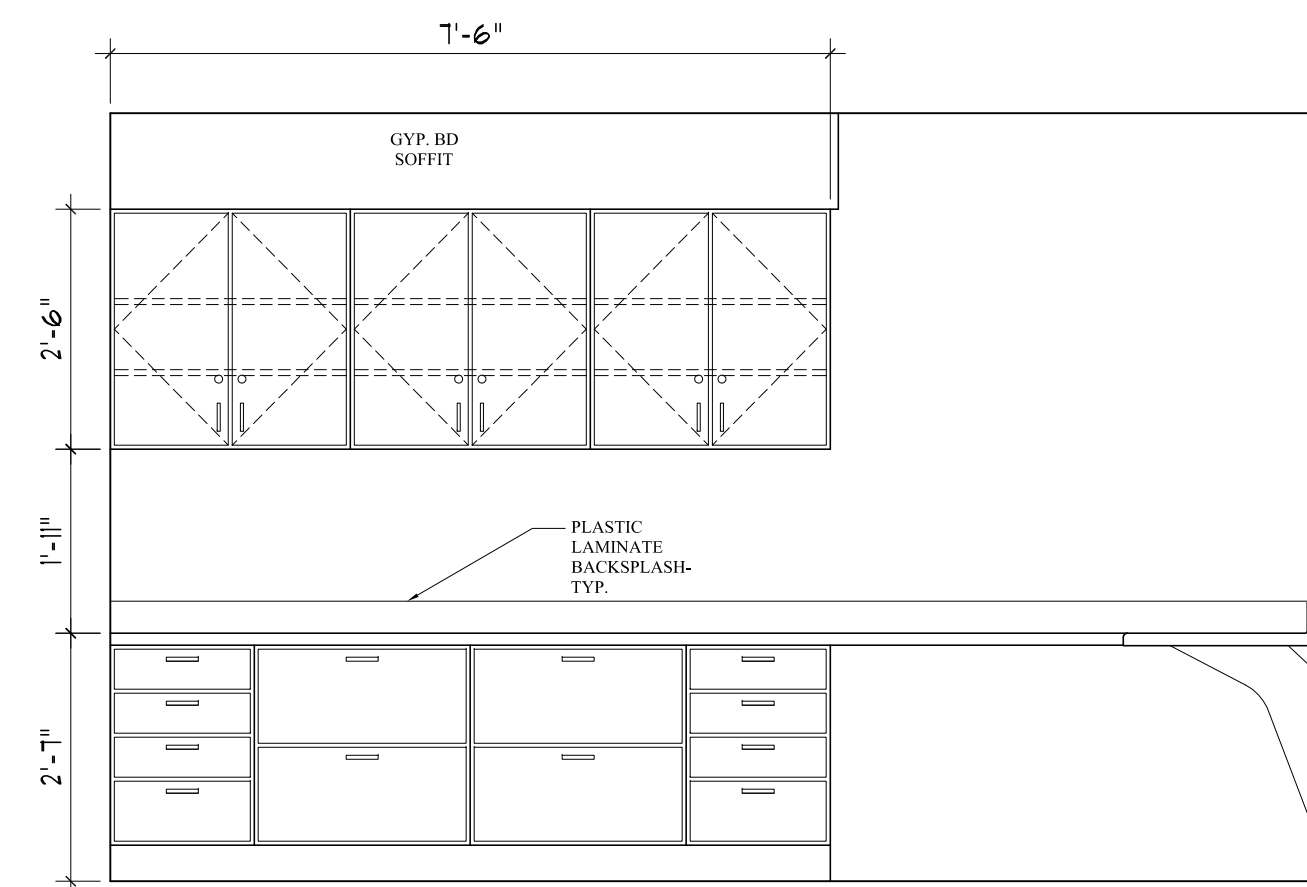 7'-6"
GYP. BD
SOFFIT
2'-6"
1'-11"
PLASTIC
LAMINATE
BACKSPLASH-
TYP.
2'-7"